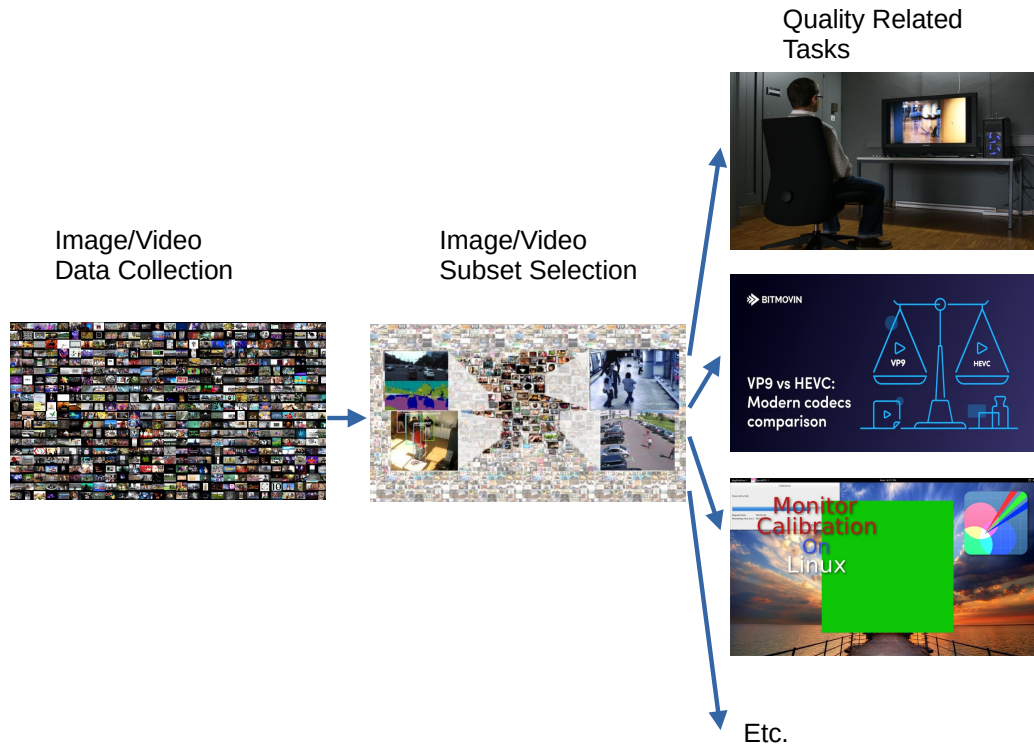 Quality Related
Tasks
Image/Video
Data Collection
Image/Video
Subset Selection
BITMOVIN
VP9
HEVC
VP9 vs HEVC:
Modern codecs
comparison
Monitor
Calibration
On
Linux
Etc.